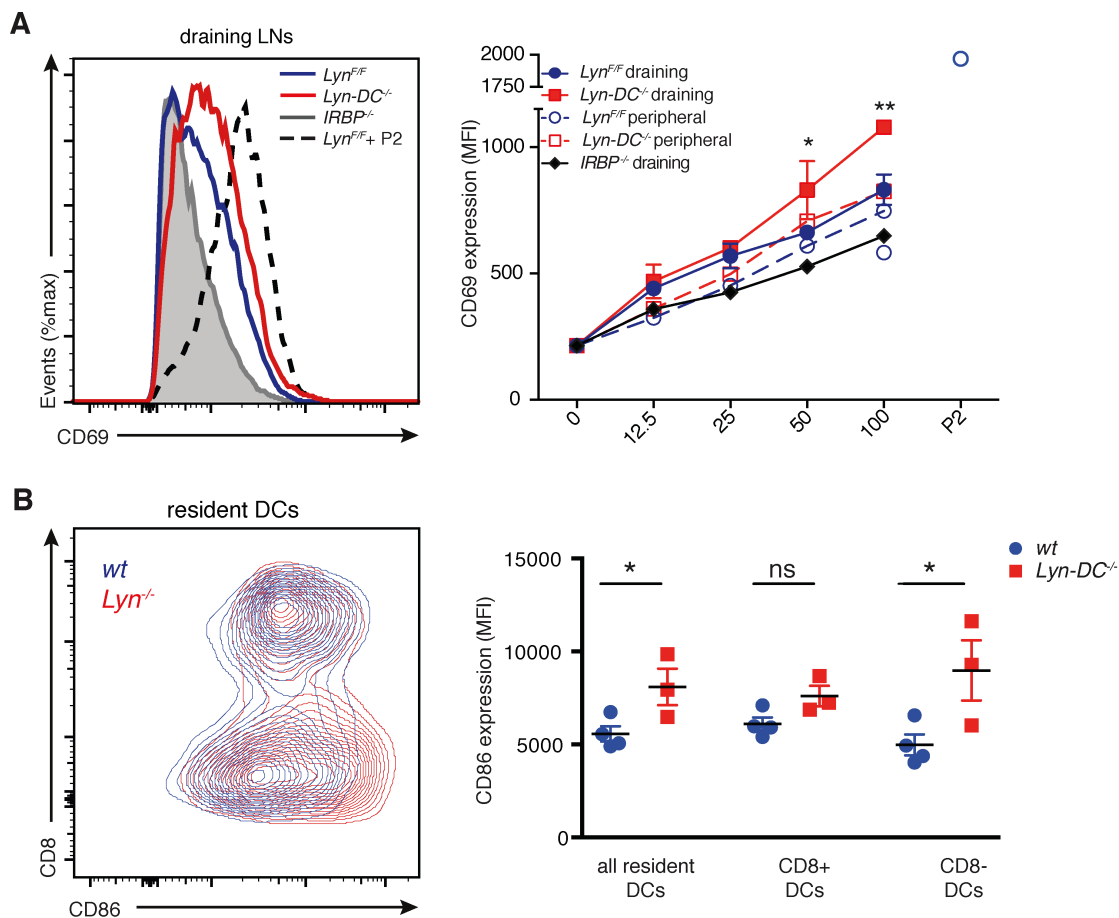 A
draining LNs
Lyn^F/F
Lyn-DC^-/-
IRBP^-/-
Lyn^F/F + P2
Events (%max)
CD69
2000
1750
1000
500
0
CD69 expression (MFI)
Lyn^F/F draining
Lyn-DC^-/- draining
Lyn^F/F peripheral
Lyn-DC^-/- peripheral
IRBP^-/- draining
*
**
0
12.5
25
50
100
P2
B
resident DCs
wt
Lyn^-/-
CD8
CD86
15000
10000
5000
0
CD86 expression (MFI)
*
ns
*
wt
Lyn-DC^-/-
all resident
DCs
CD8+
DCs
CD8-
DCs